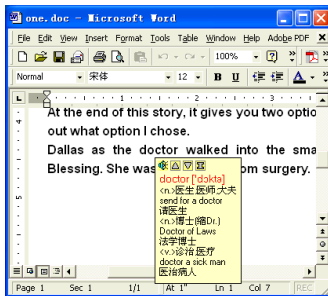 one.doc - Microsoft Word
File Edit View Insert Format Tools Table Window Help Adobe PDF
100%
Normal 宋体 12 B U A
1 2 3
At the end of this story, it gives you two optio
out what option I chose.
Dallas as the doctor walked into the sma
Blessing. She was om surgery.
doctor ['dɔktə]
<n.>医生,医师,大夫
send for a doctor
请医生
<n.>博士(缩Dr.)
Doctor of Laws
法学博士
<v.>诊治,医疗
doctor a sick man
医治病人
Page 1 Sec 1 1/1 At 1" Ln 1 Col 7 REC